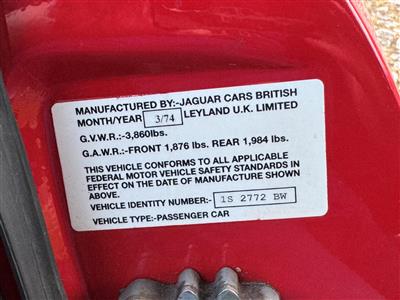 MANUFACTURED BY:-JAGUAR CARS BRITISH
MONTH/YEAR 3/74 LEYLAND U.K. LIMITED
G.V.W.R.:-3,860lbs.
G.A.W.R.:-FRONT 1,876 lbs. REAR 1,984 lbs.
THIS VEHICLE CONFORMS TO ALL APPLICABLE
FEDERAL MOTOR VEHICLE SAFETY STANDARDS IN
EFFECT ON THE DATE OF MANUFACTURE SHOWN
ABOVE.
VEHICLE IDENTITY NUMBER:- 1S 2772 BW
VEHICLE TYPE:-PASSENGER CAR